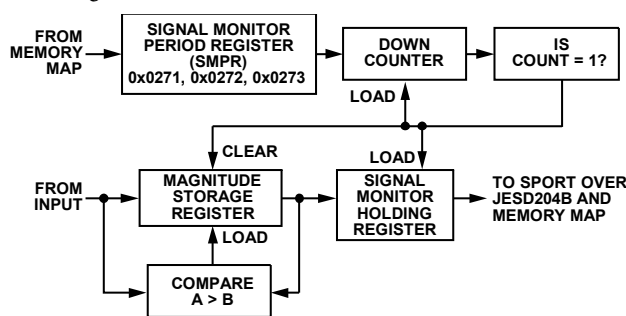 FROM
MEMORY
MAP
SIGNAL MONITOR
PERIOD REGISTER
(SMPR)
0x0271, 0x0272, 0x0273
DOWN
COUNTER
IS
COUNT = 1?
LOAD
CLEAR
LOAD
FROM
INPUT
MAGNITUDE
STORAGE
REGISTER
SIGNAL
MONITOR
HOLDING
REGISTER
TO SPORT OVER
JESD204B AND
MEMORY MAP
LOAD
COMPARE
A > B